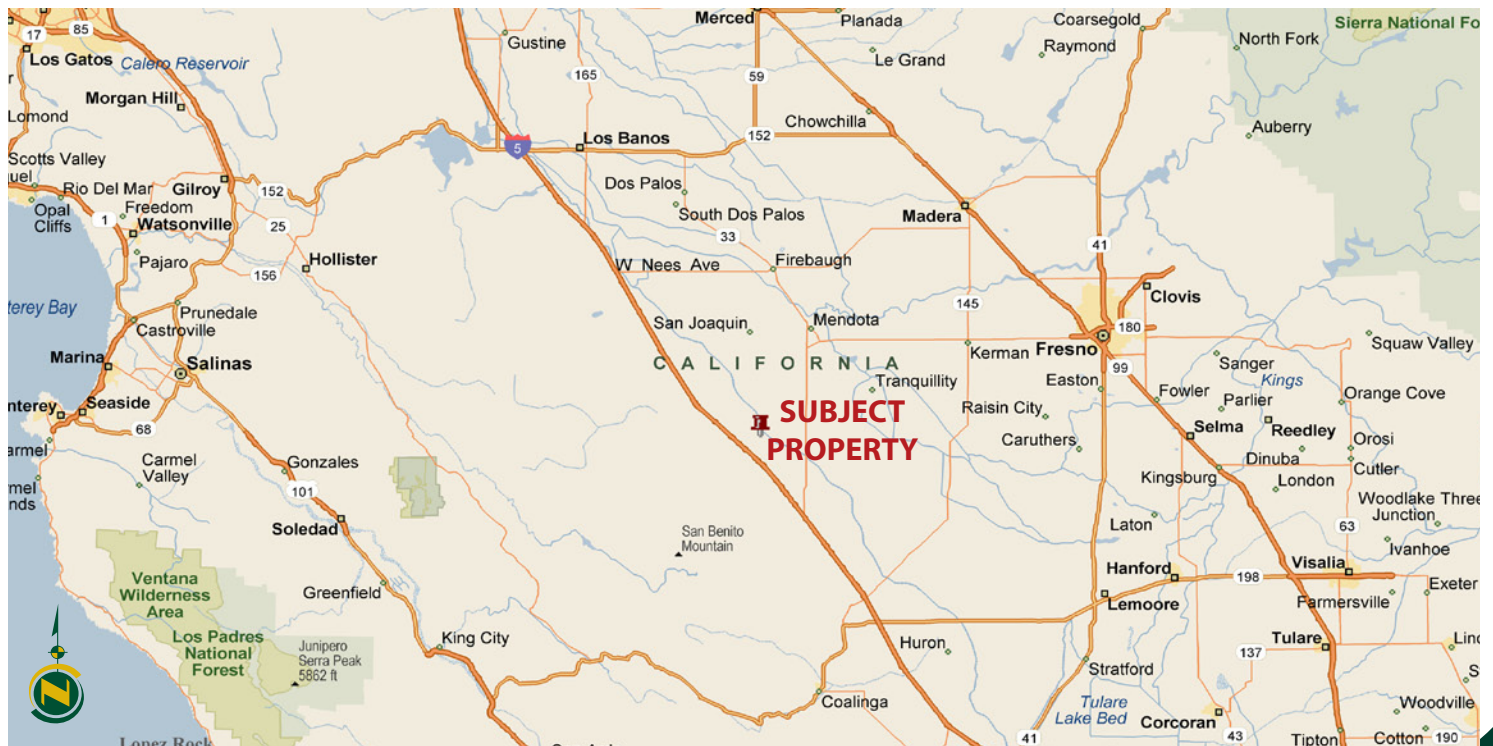 17
85
Los Gatos
Calero Reservoir
Morgan Hill
Lomond
Scotts Valley
Rio Del Mar
Opal
Cliffs
1
Freedom
Watsonville
Pajaro
Gilroy
152
25
156
Hollister
terey Bay
Prunedale
Castroville
Marina
Salinas
nterey
Seaside
68
armel
Carmel
Valley
mel
nds
Gonzales
101
Soledad
Ventana
Wilderness
Area
Los Padres
National
Forest
Greenfield
Junipero
Serra Peak
5862 ft
King City
N
Gustine
165
5
Los Banos
Dos Palos
South Dos Palos
33
W Nees Ave
Firebaugh
San Joaquin
Mendota
CALIFORNIA
Tranquillity
SUBJECT
PROPERTY
San Benito
Mountain
Coalinga
Huron
Merced
Planada
59
Le Grand
152
Chowchilla
Madera
145
Kerman
Raisin City
Caruthers
Coarsegold
Raymond
North Fork
Sierra National Fo
Auberry
41
Clovis
180
Fresno
99
Easton
Fowler
Sanger
Kings
Parlier
Selma
Reedley
Squaw Valley
Orange Cove
Orosi
Cutler
Dinuba
Kingsburg
London
Woodlake Three
Junction
63
Ivanhoe
Laton
Hanford
198
Visalia
Exeter
Farmersville
Lemoore
Tulare
137
Stratford
Tulare
Lake Bed
Corcoran
Woodville
41
43
Tipton
Cotton
190